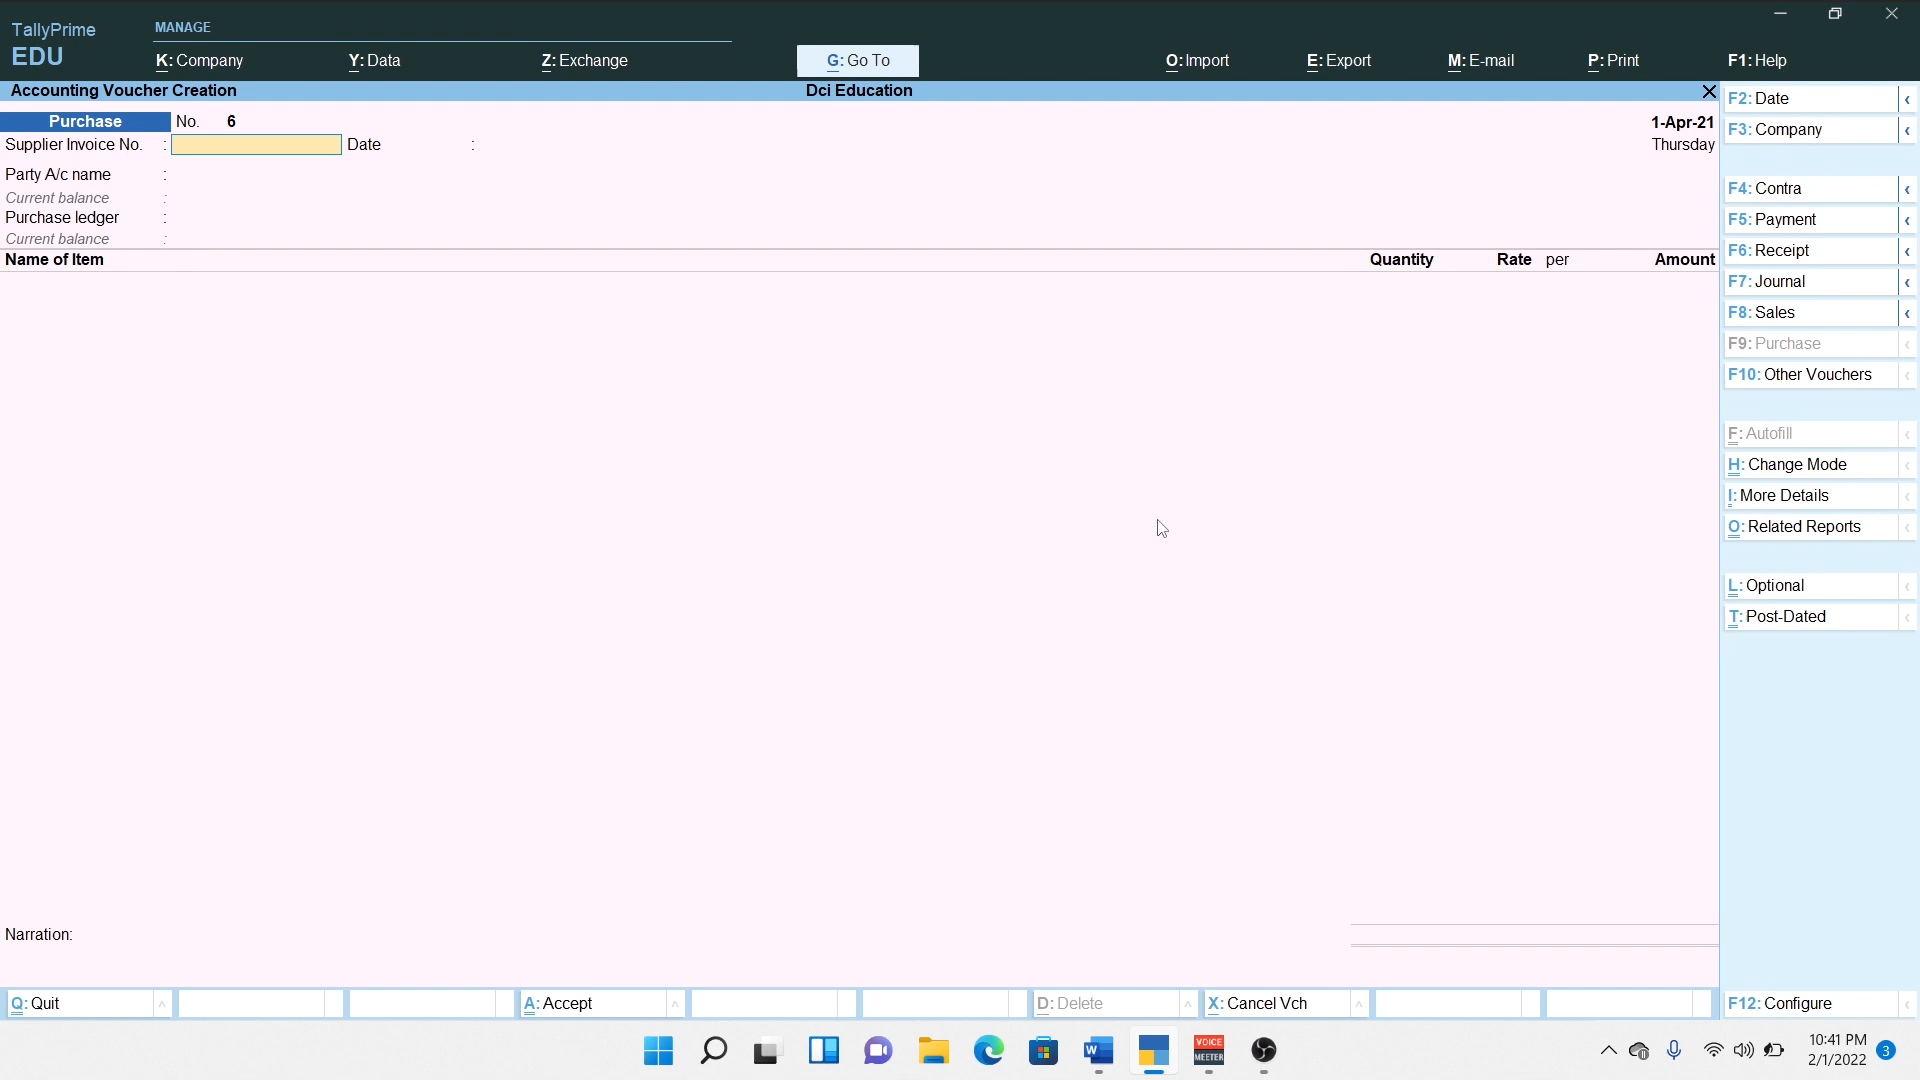 TallyPrime
EDU
MANAGE
K: Company
Y: Data
Z: Exchange
G: Go To
O: Import
E: Export
M: E-mail
P: Print
F1: Help
Accounting Voucher Creation
Dci Education
Purchase No. 6
1-Apr-21
Supplier Invoice No. :
Date :
Thursday
Party A/c name :
Current balance :
Purchase ledger :
Current balance :
Name of Item
Quantity
Rate per
Amount
Narration:
F2: Date
F3: Company
F4: Contra
F5: Payment
F6: Receipt
F7: Journal
F8: Sales
F9: Purchase
F10: Other Vouchers
F: Autofill
H: Change Mode
I: More Details
O: Related Reports
L: Optional
T: Post-Dated
Q: Quit
A: Accept
D: Delete
X: Cancel Vch
F12: Configure
W
VOICE
MEETER
10:41 PM
2/1/2022
3